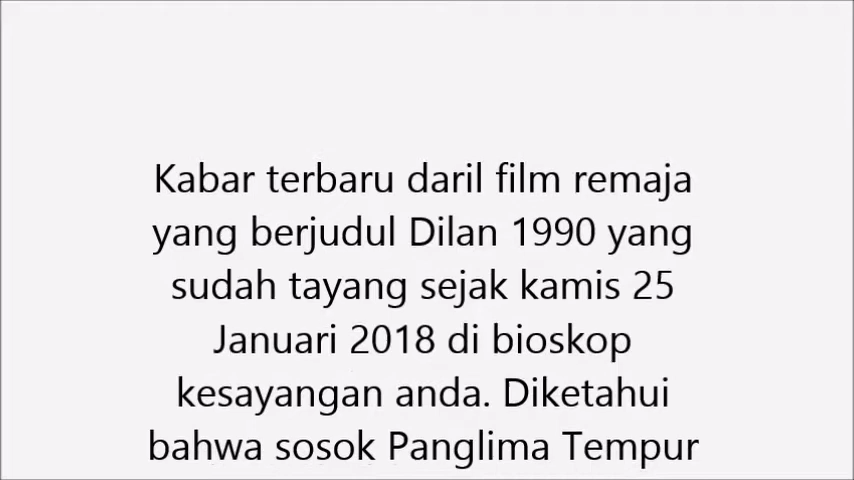 Kabar terbaru daril film remaja
yang berjudul Dilan 1990 yang
sudah tayang sejak kamis 25
Januari 2018 di bioskop
kesayangan anda. Diketahui
bahwa sosok Panglima Tempur